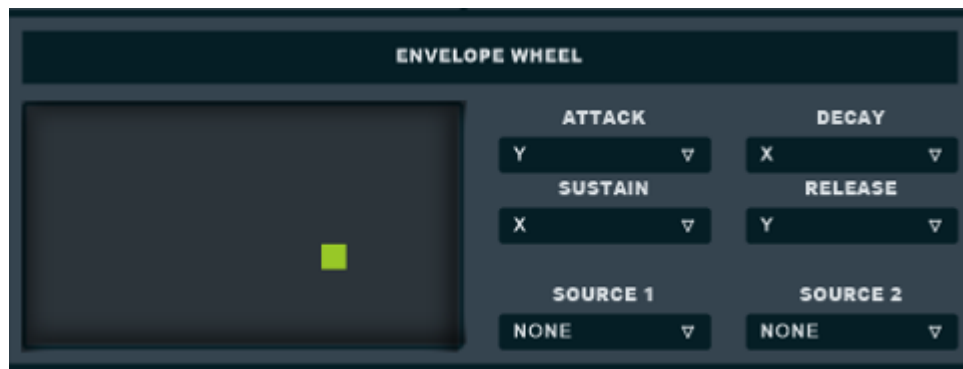 ENVELOPE WHEEL
ATTACK DECAY
Y X
SUSTAIN RELEASE
X Y
SOURCE 1 SOURCE 2
NONE NONE